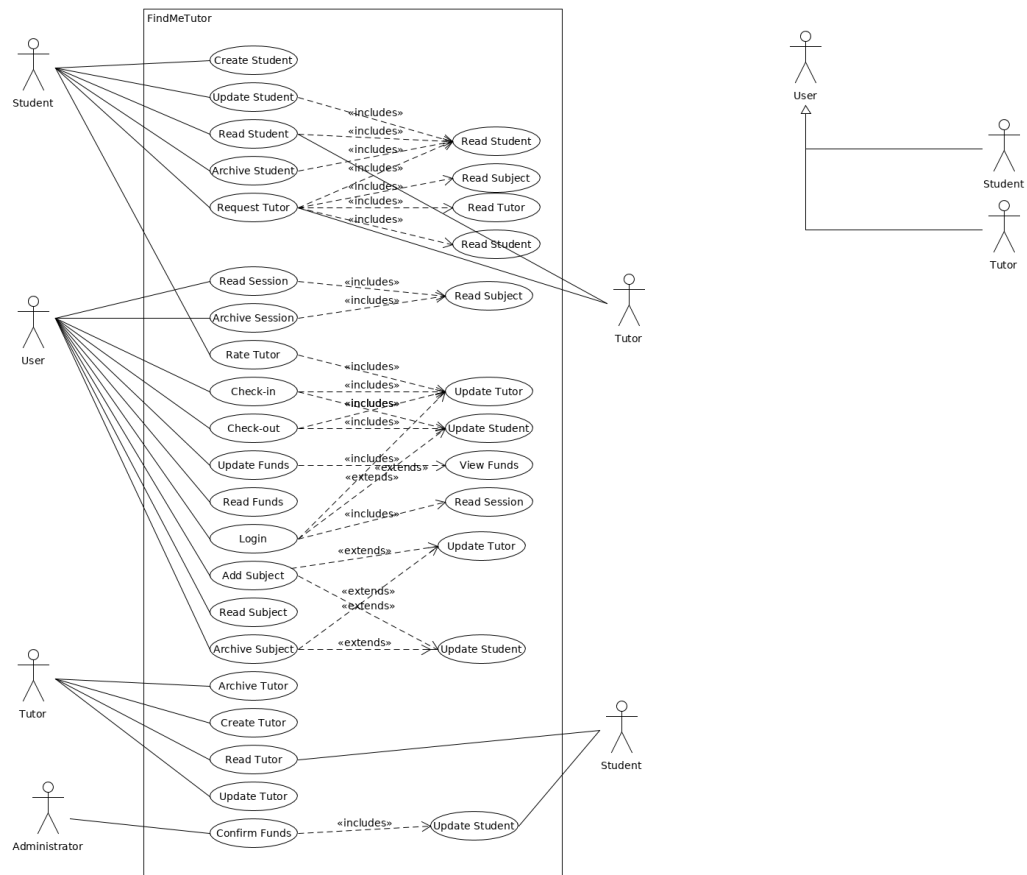 FindMeTutor
Student
Create Student
Update Student
Read Student
Archive Student
Request Tutor
«includes»
«includes»
«includes»
«includes»
«includes»
«includes»
«includes»
Read Student
Read Subject
Read Tutor
Read Student
User
Student
Tutor
User
Read Session
Archive Session
Rate Tutor
Check-in
Check-out
Update Funds
Read Funds
Login
Add Subject
Read Subject
Archive Subject
«includes»
«includes»
Read Subject
Tutor
«includes»
«includes»
«includes»
«includes»
«includes»
«extends»
«extends»
«includes»
Update Tutor
Update Student
View Funds
Read Session
«extends»
«extends»
«extends»
«extends»
Update Tutor
Update Student
Tutor
Archive Tutor
Create Tutor
Read Tutor
Update Tutor
Student
Administrator
Confirm Funds
«includes»
Update Student